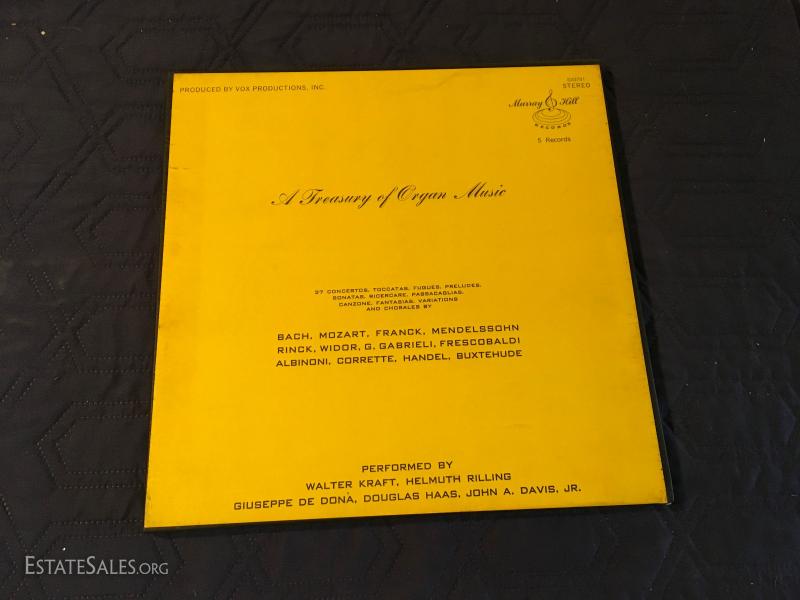 PRODUCED BY VOX PRODUCTIONS, INC.
STEREO
Murray Hill
RECORDS
5 Records
A Treasury of Organ Music
27 CONCERTOS, TOCCATAS, FUGUES, PRELUDES,
SONATAS, RICERCARE, PASSACAGLIAS,
CANZONE, FANTASIAS, VARIATIONS
AND CHORALES BY
BACH, MOZART, FRANCK, MENDELSSOHN
RINCK, WIDOR, G. GABRIELI, FRESCOBALDI
ALBINONI, CORRETTE, HANDEL, BUXTEHUDE
PERFORMED BY
WALTER KRAFT, HELMUTH RILLING
GIUSEPPE DE DONÀ, DOUGLAS HAAS, JOHN A. DAVIS, JR.
ESTATESALES.ORG